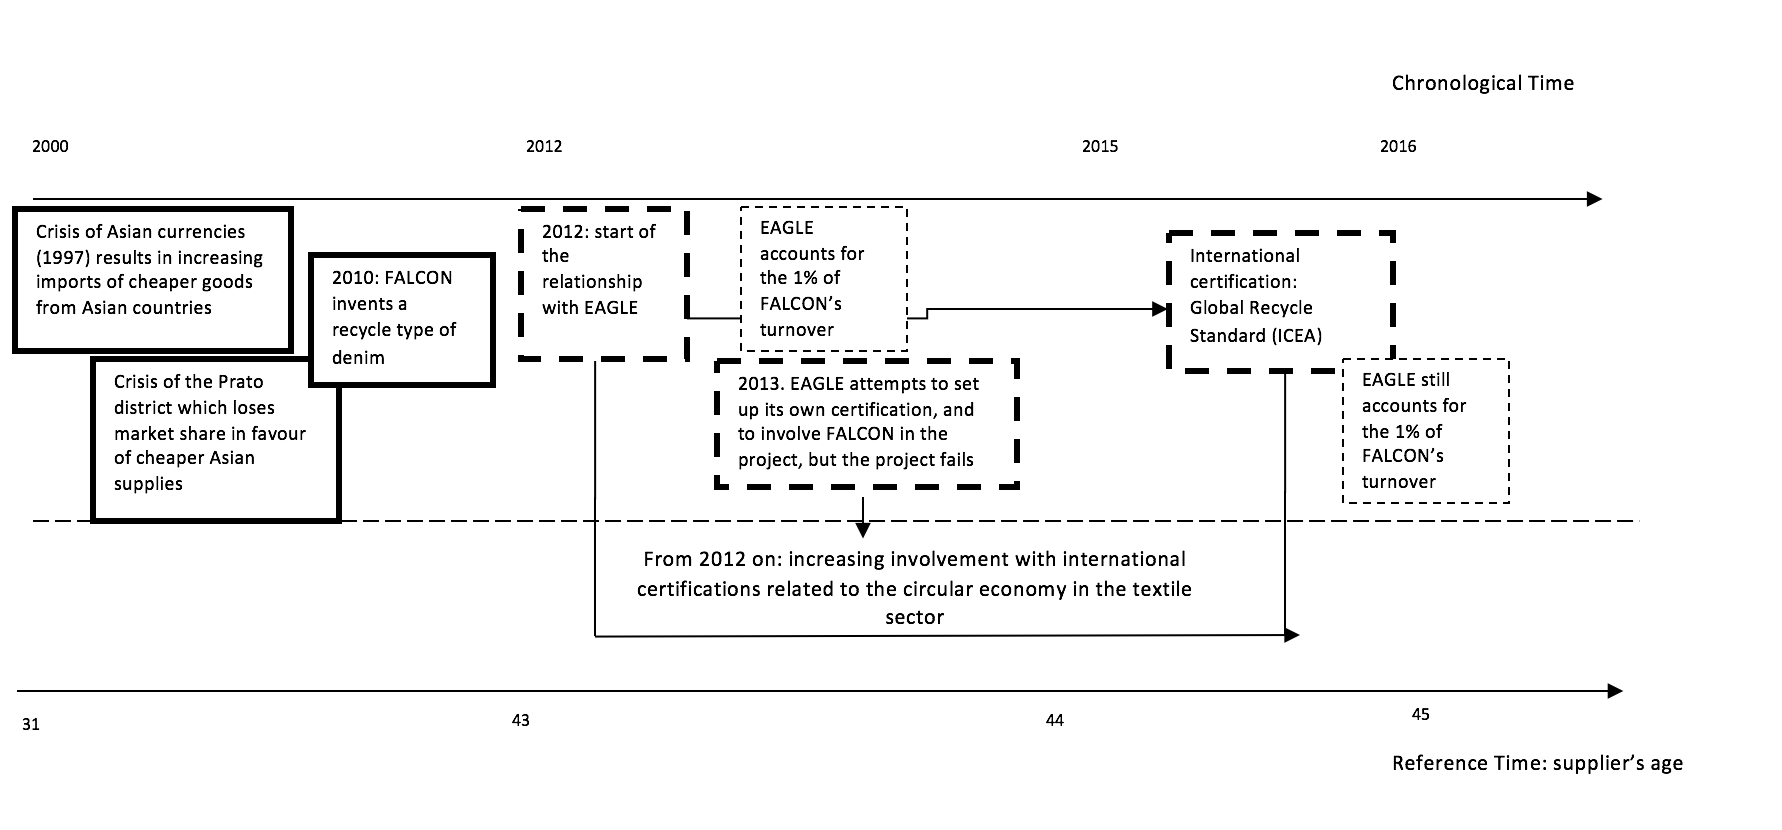 Chronological Time
2000
2012
2015
2016
Crisis of Asian currencies
(1997) results in increasing
imports of cheaper goods
from Asian countries
2010: FALCON
invents a
recycle type of
denim
Crisis of the Prato
district which loses
market share in favour
of cheaper Asian
supplies
2012: start of
the
relationship
with EAGLE
EAGLE
accounts for
the 1% of
FALCON’s
turnover
2013. EAGLE attempts to set
up its own certification, and
to involve FALCON in the
project, but the project fails
International
certification:
Global Recycle
Standard (ICEA)
EAGLE still
accounts for
the 1% of
FALCON’s
turnover
From 2012 on: increasing involvement with international
certifications related to the circular economy in the textile
sector
31
43
44
45
Reference Time: supplier’s age